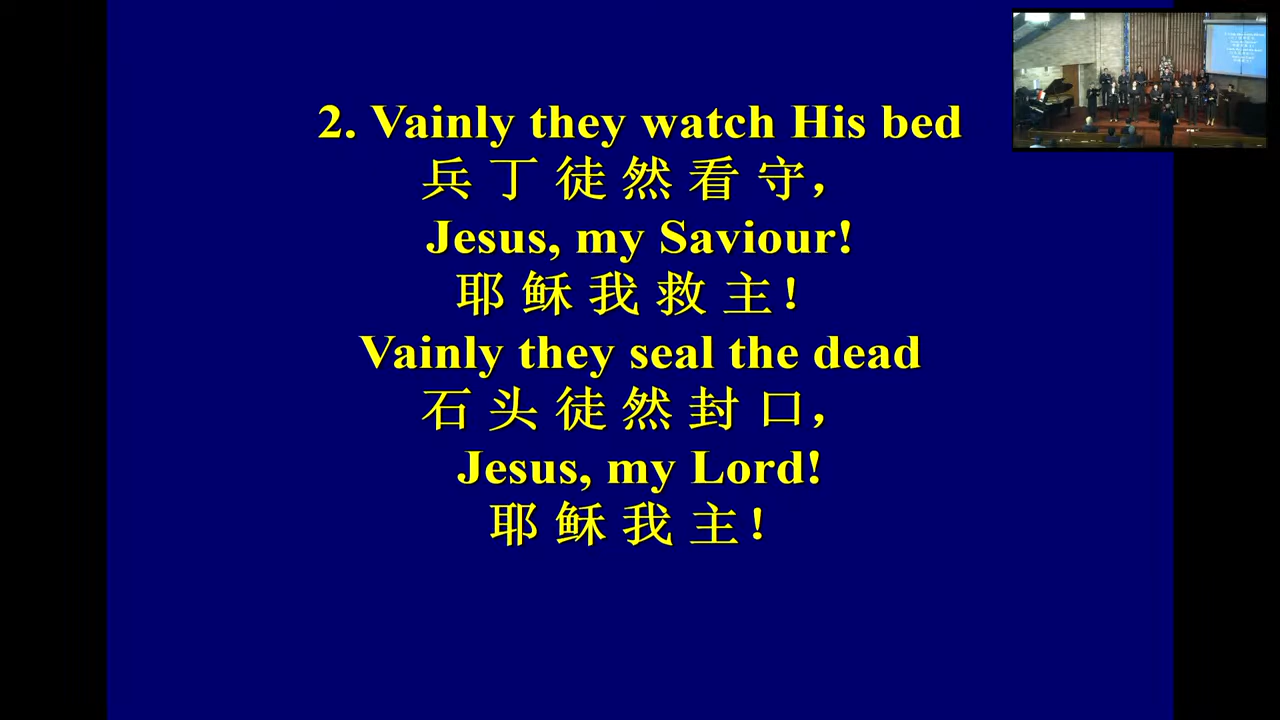 2. Vainly they watch His bed
兵 丁 徒 然 看 守，
Jesus, my Saviour!
耶 稣 我 救 主！
Vainly they seal the dead
石 头 徒 然 封 口，
Jesus, my Lord!
耶 稣 我 主！